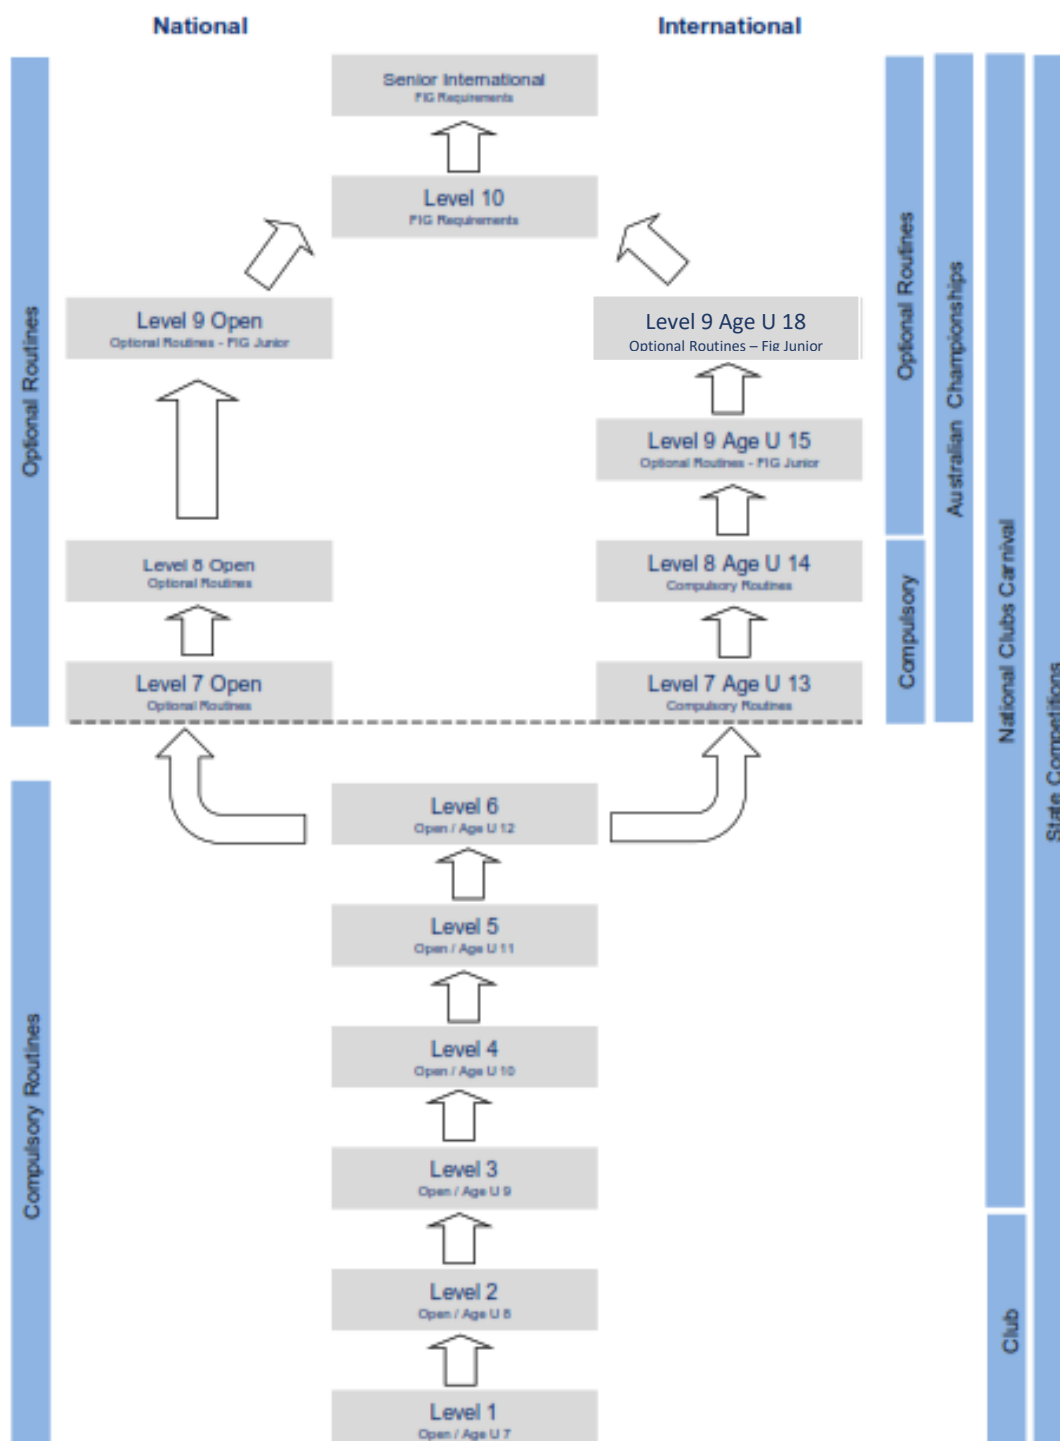 National
International
Senior International
FIG Requirements
Level 10
FIG Requirements
Level 9 Open
Optional Routines - FIG Junior
Level 9 Age U 18
Optional Routines – Fig Junior
Level 9 Age U 15
Optional Routines - FIG Junior
Level 8 Open
Optional Routines
Level 8 Age U 14
Compulsory Routines
Level 7 Open
Optional Routines
Level 7 Age U 13
Compulsory Routines
Level 6
Open / Age U 12
Level 5
Open / Age U 11
Level 4
Open / Age U 10
Level 3
Open / Age U 9
Level 2
Open / Age U 8
Level 1
Open / Age U 7
Optional Routines
Compulsory Routines
Optional Routines
Compulsory
Australian Championships
National Clubs Carnival
Club
State Competitions